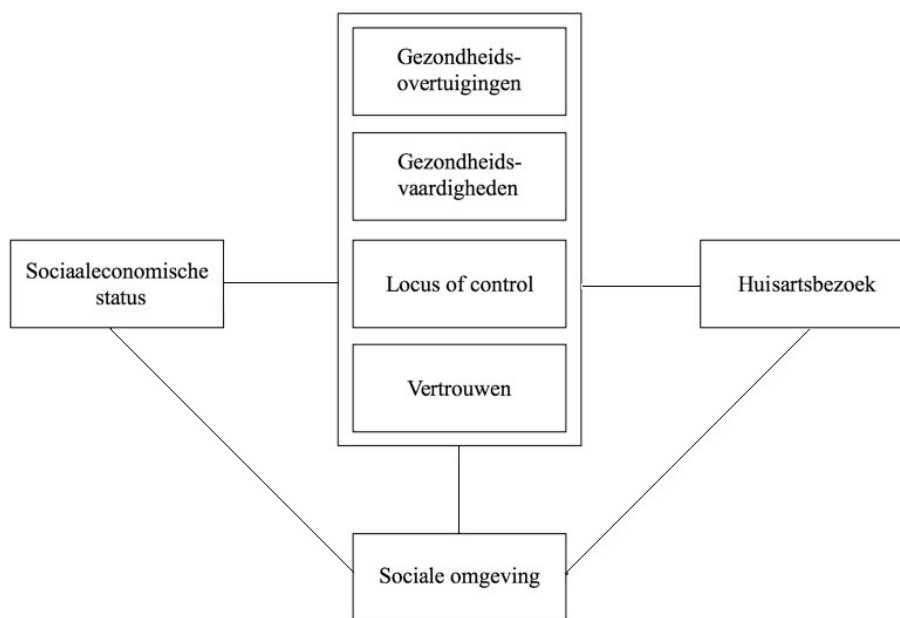 Gezondheids-
overtuigingen
Gezondheids-
vaardigheden
Sociaaleconomische
status
Locus of control
Huisartsbezoek
Vertrouwen
Sociale omgeving